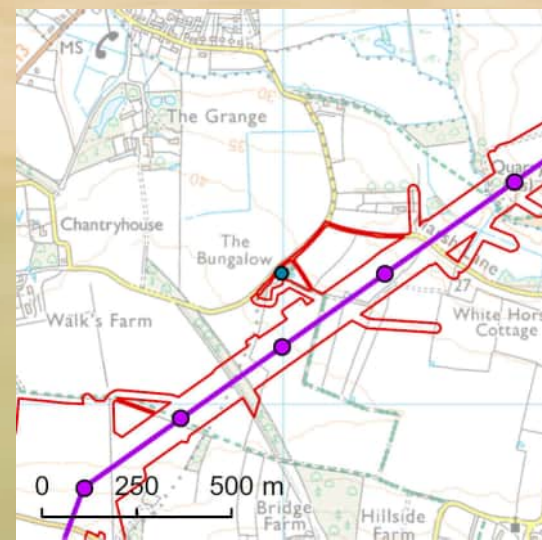 MS
13
The Grange
30
35
40
Chantryhouse
The
Bungalow
Walk's Farm
27
White Hors
Cottage
0 250 500 m
Bridge
Farm
Hillside
Farm